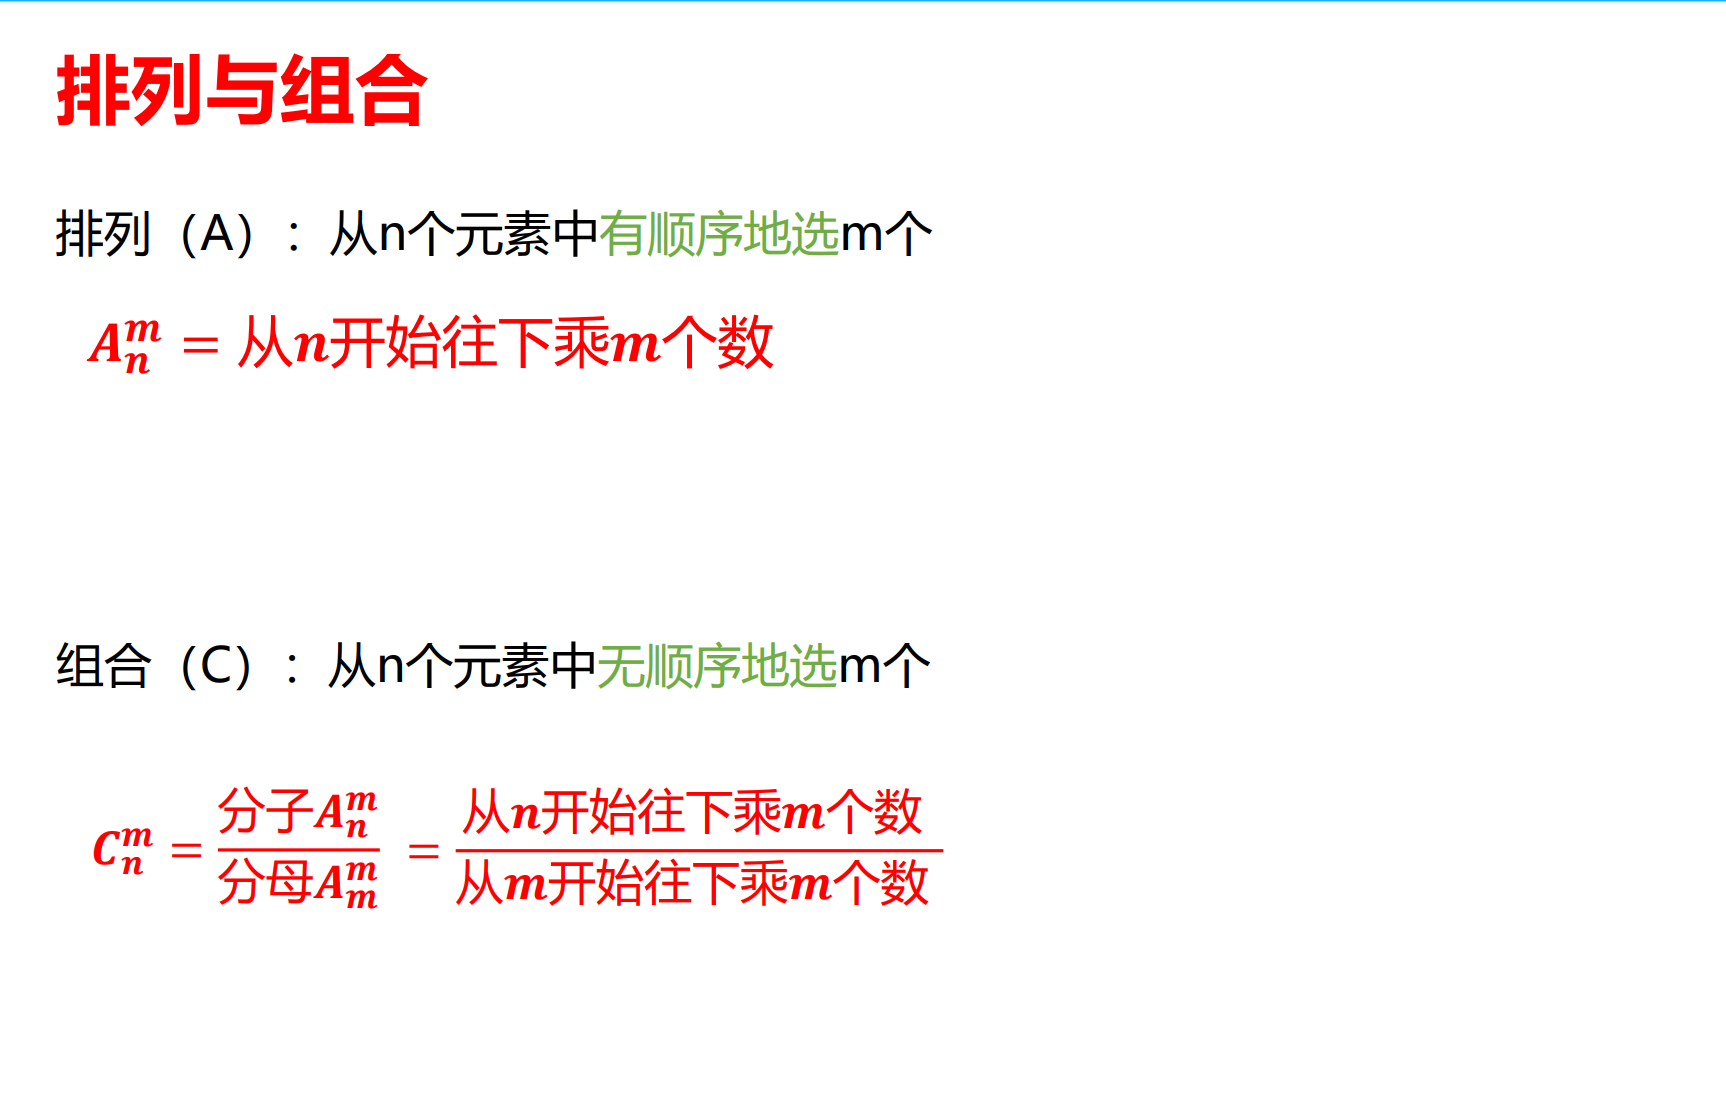 排列与组合
排列（A）：从n个元素中有顺序地选m个
$A_n^m$ = 从n开始往下乘m个数
组合（C）：从n个元素中无顺序地选m个
$C_n^m = \frac{分子A_n^m}{分母A_m^m} = \frac{从n开始往下乘m个数}{从m开始往下乘m个数}$